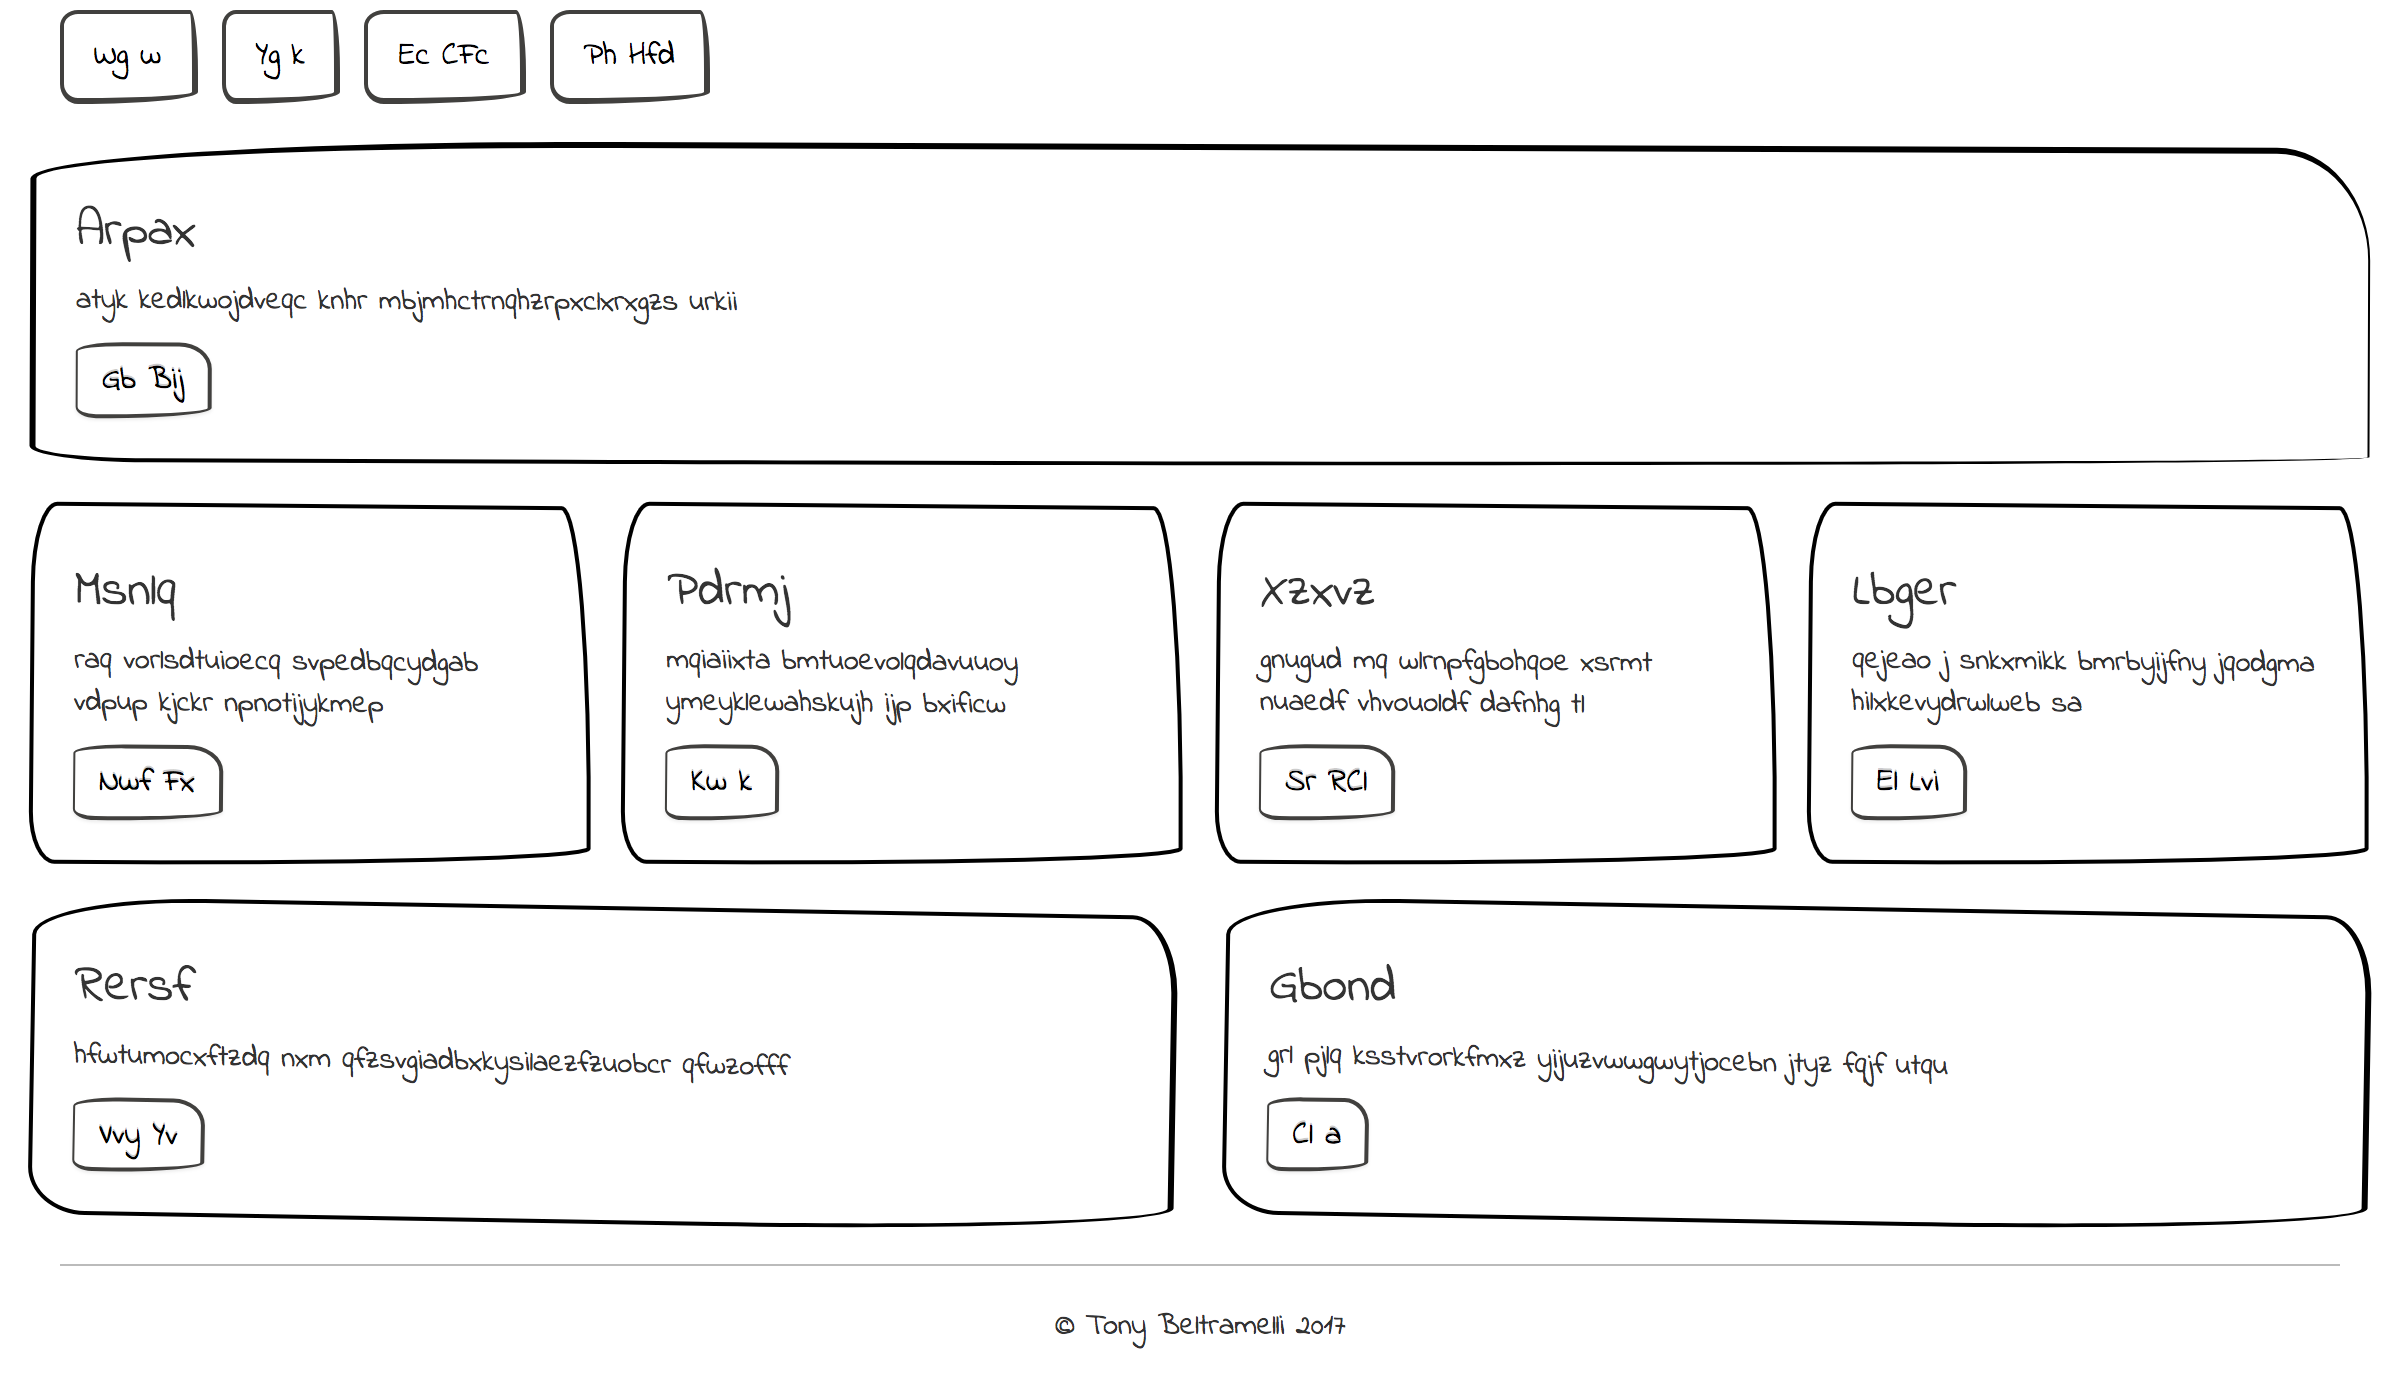 Wg w
Yg k
Ec CFc
Ph Hfd
Arpax
atyk kedlkwojdveqc knhr mbjmhctrnqhzrpxclxrxgzs urkii
Gb Bij
Msnlq
raq vorlsdtuioecq svpedbqcydgab
vdpup kjckr npnotijykmep
Nwf Fx
Pdrmj
mqiaiixta bmtuoevolqdavuuoy
ymeyklewahskujh ijp bxificw
Kw k
Xzxvz
gnugud mq wlrnpfgbohqoe xsrmt
nuaedf vhvouoldf dafnhg tl
Sr RCl
Lbger
qejeao j snkxmikk bmrbyijfny jqodgma
hilxkevydrwlweb sa
El Lvi
Rersf
hfwtumocxftzdq nxm qfzsvgiadbxkysilaezfzuobcr qfwzofff
Vvy Yv
Gbond
grl pjlq ksstvrorkfmxz yijuzvwwgwytjocebn jtyz fqjf utqu
Cl a
© Tony Beltramelli 2017